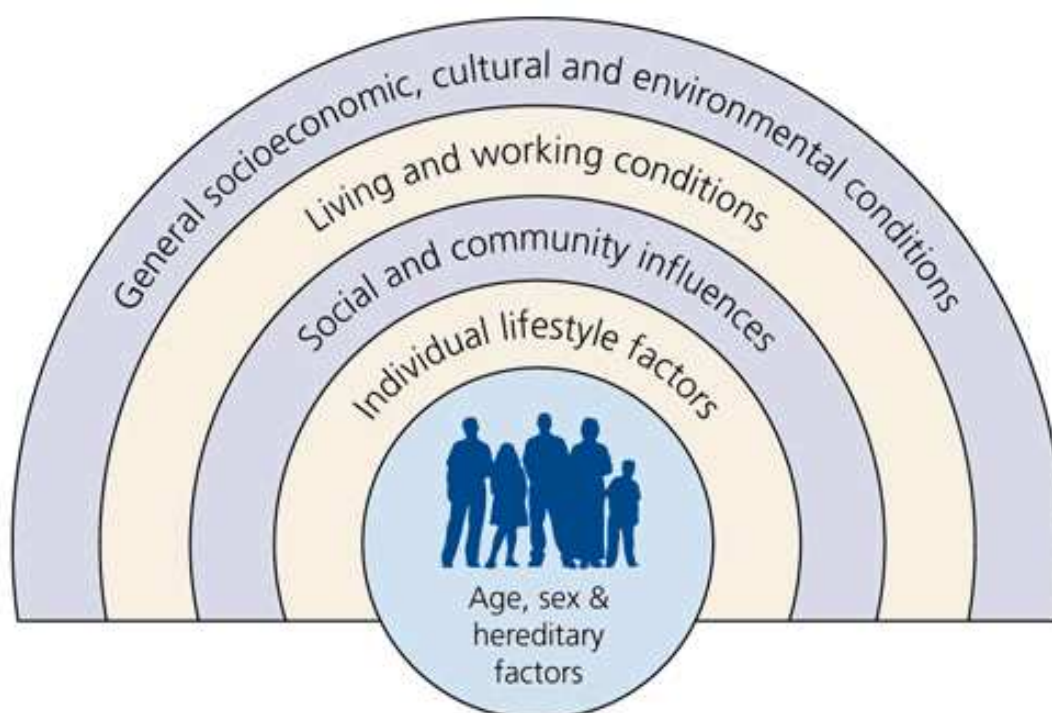 General socioeconomic, cultural and environmental conditions
Living and working conditions
Social and community influences
Individual lifestyle factors
Age, sex &
hereditary
factors